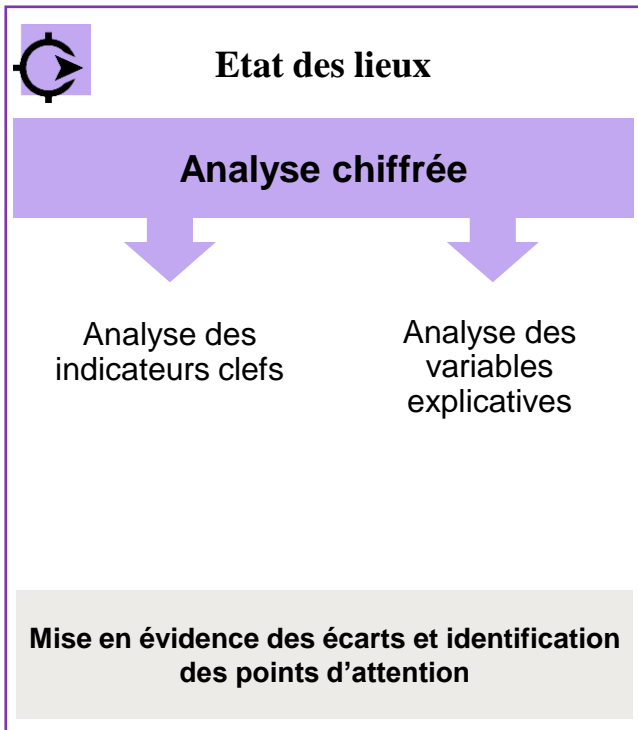 Etat des lieux
Analyse chiffrée
Analyse des
indicateurs clefs
Analyse des
variables
explicatives
Mise en évidence des écarts et identification
des points d’attention